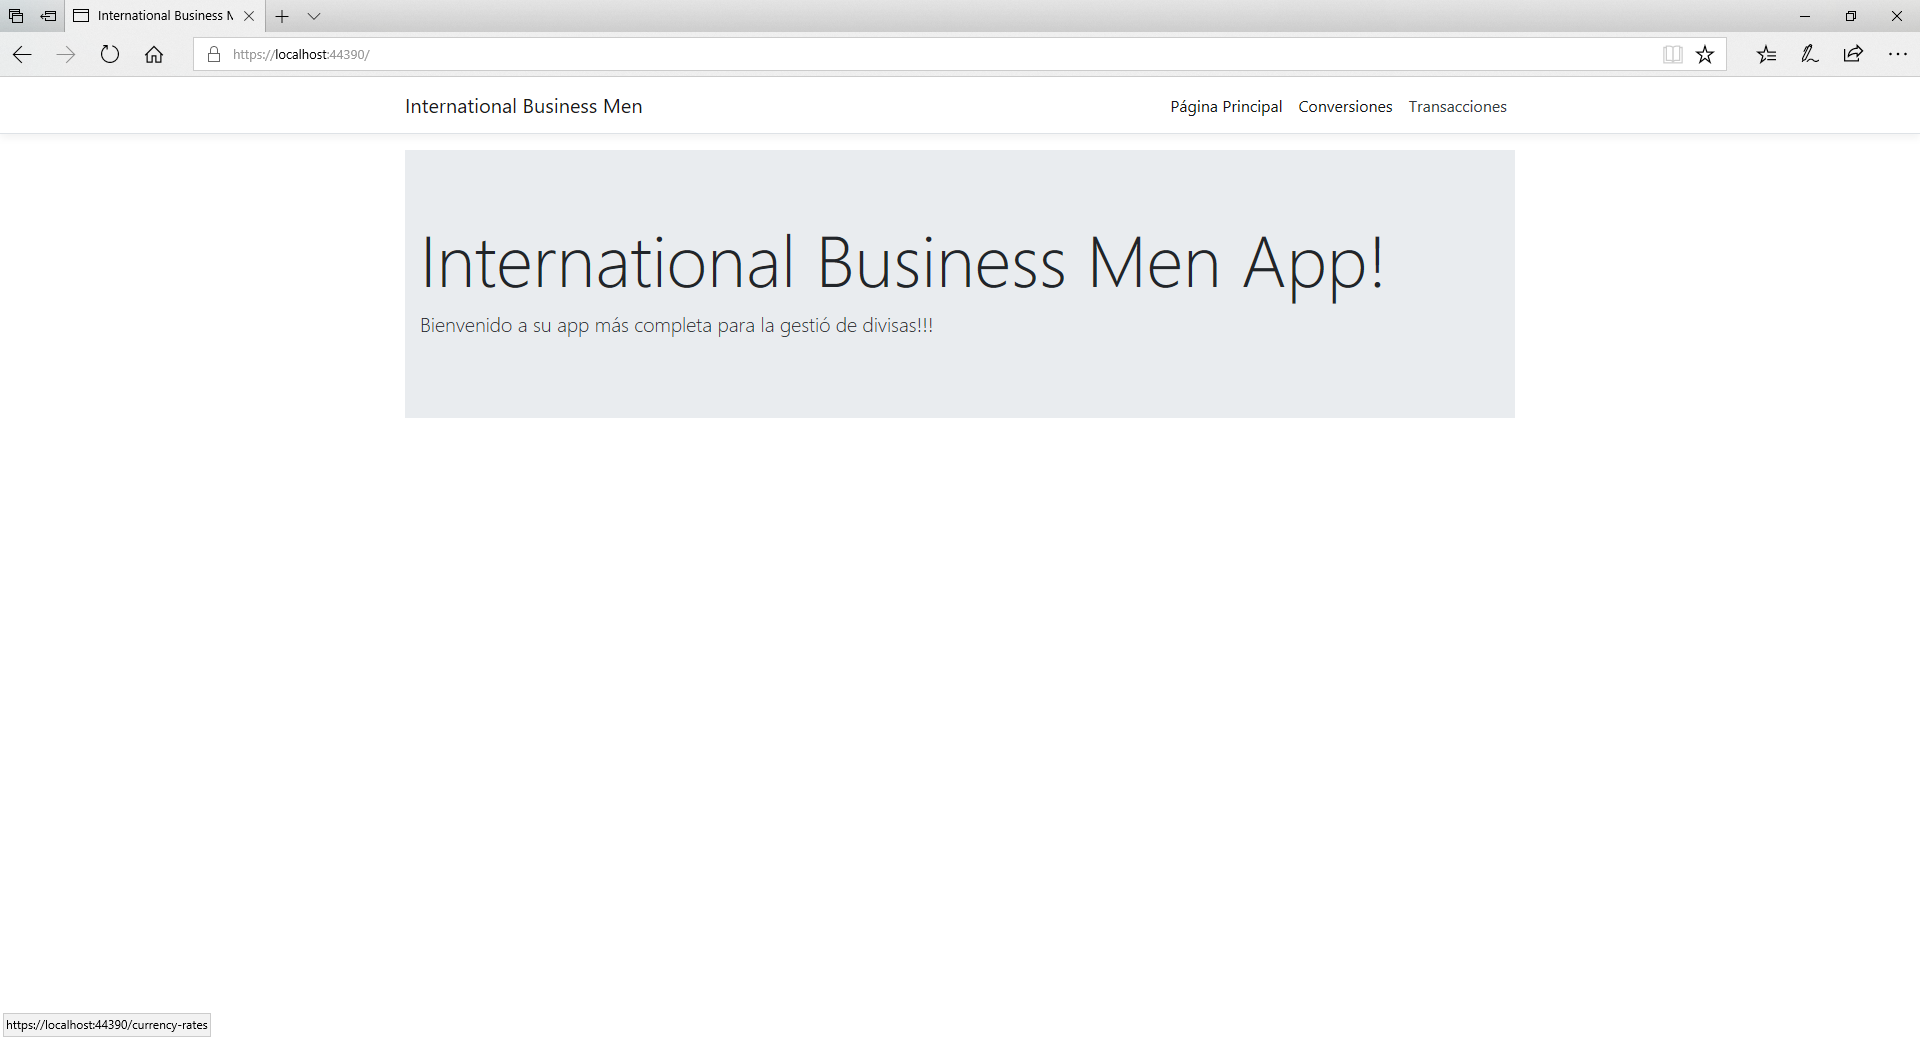 International Business M
https://localhost:44390/
International Business Men
Página Principal Conversiones Transacciones
International Business Men App!
Bienvenido a su app más completa para la gestió de divisas!!!
https://localhost:44390/currency-rates